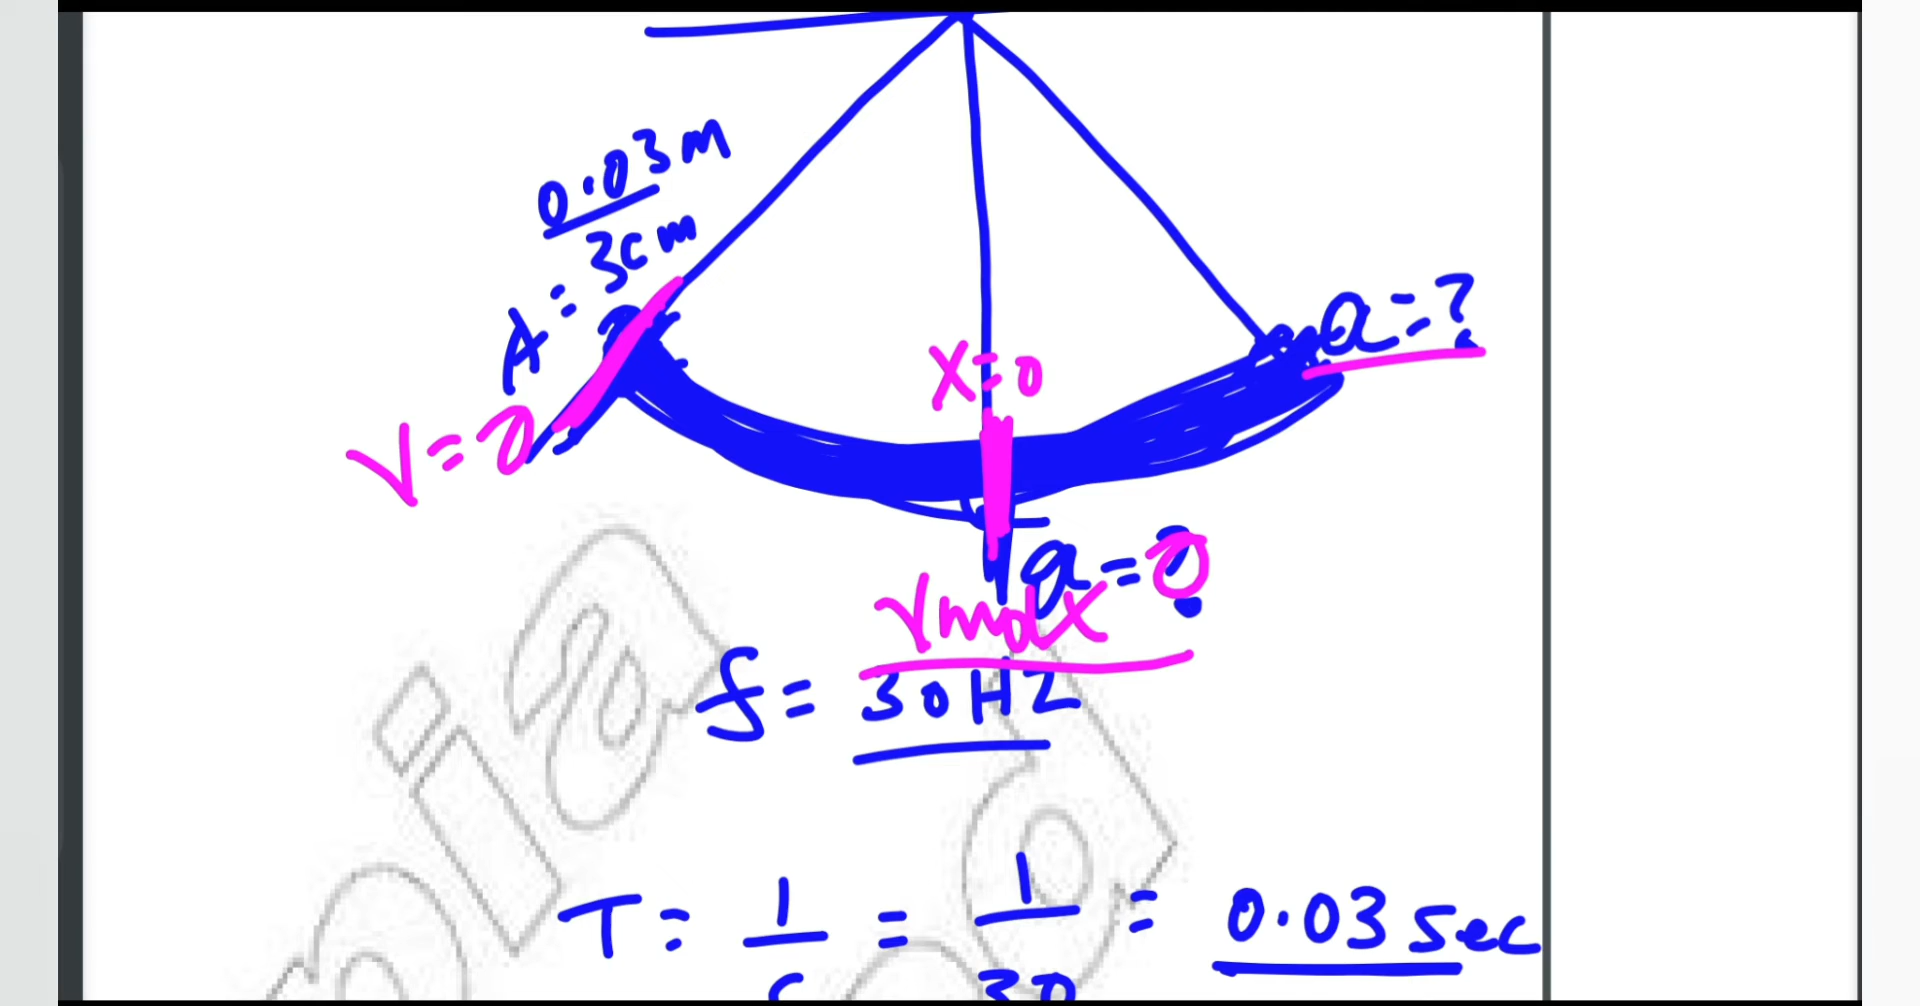 0.03m
A = 3cm
a = ?
X = 0
V = 0
a = 0
Vmax
f = 30HZ
T = 1/f = 1/30 = 0.03 sec